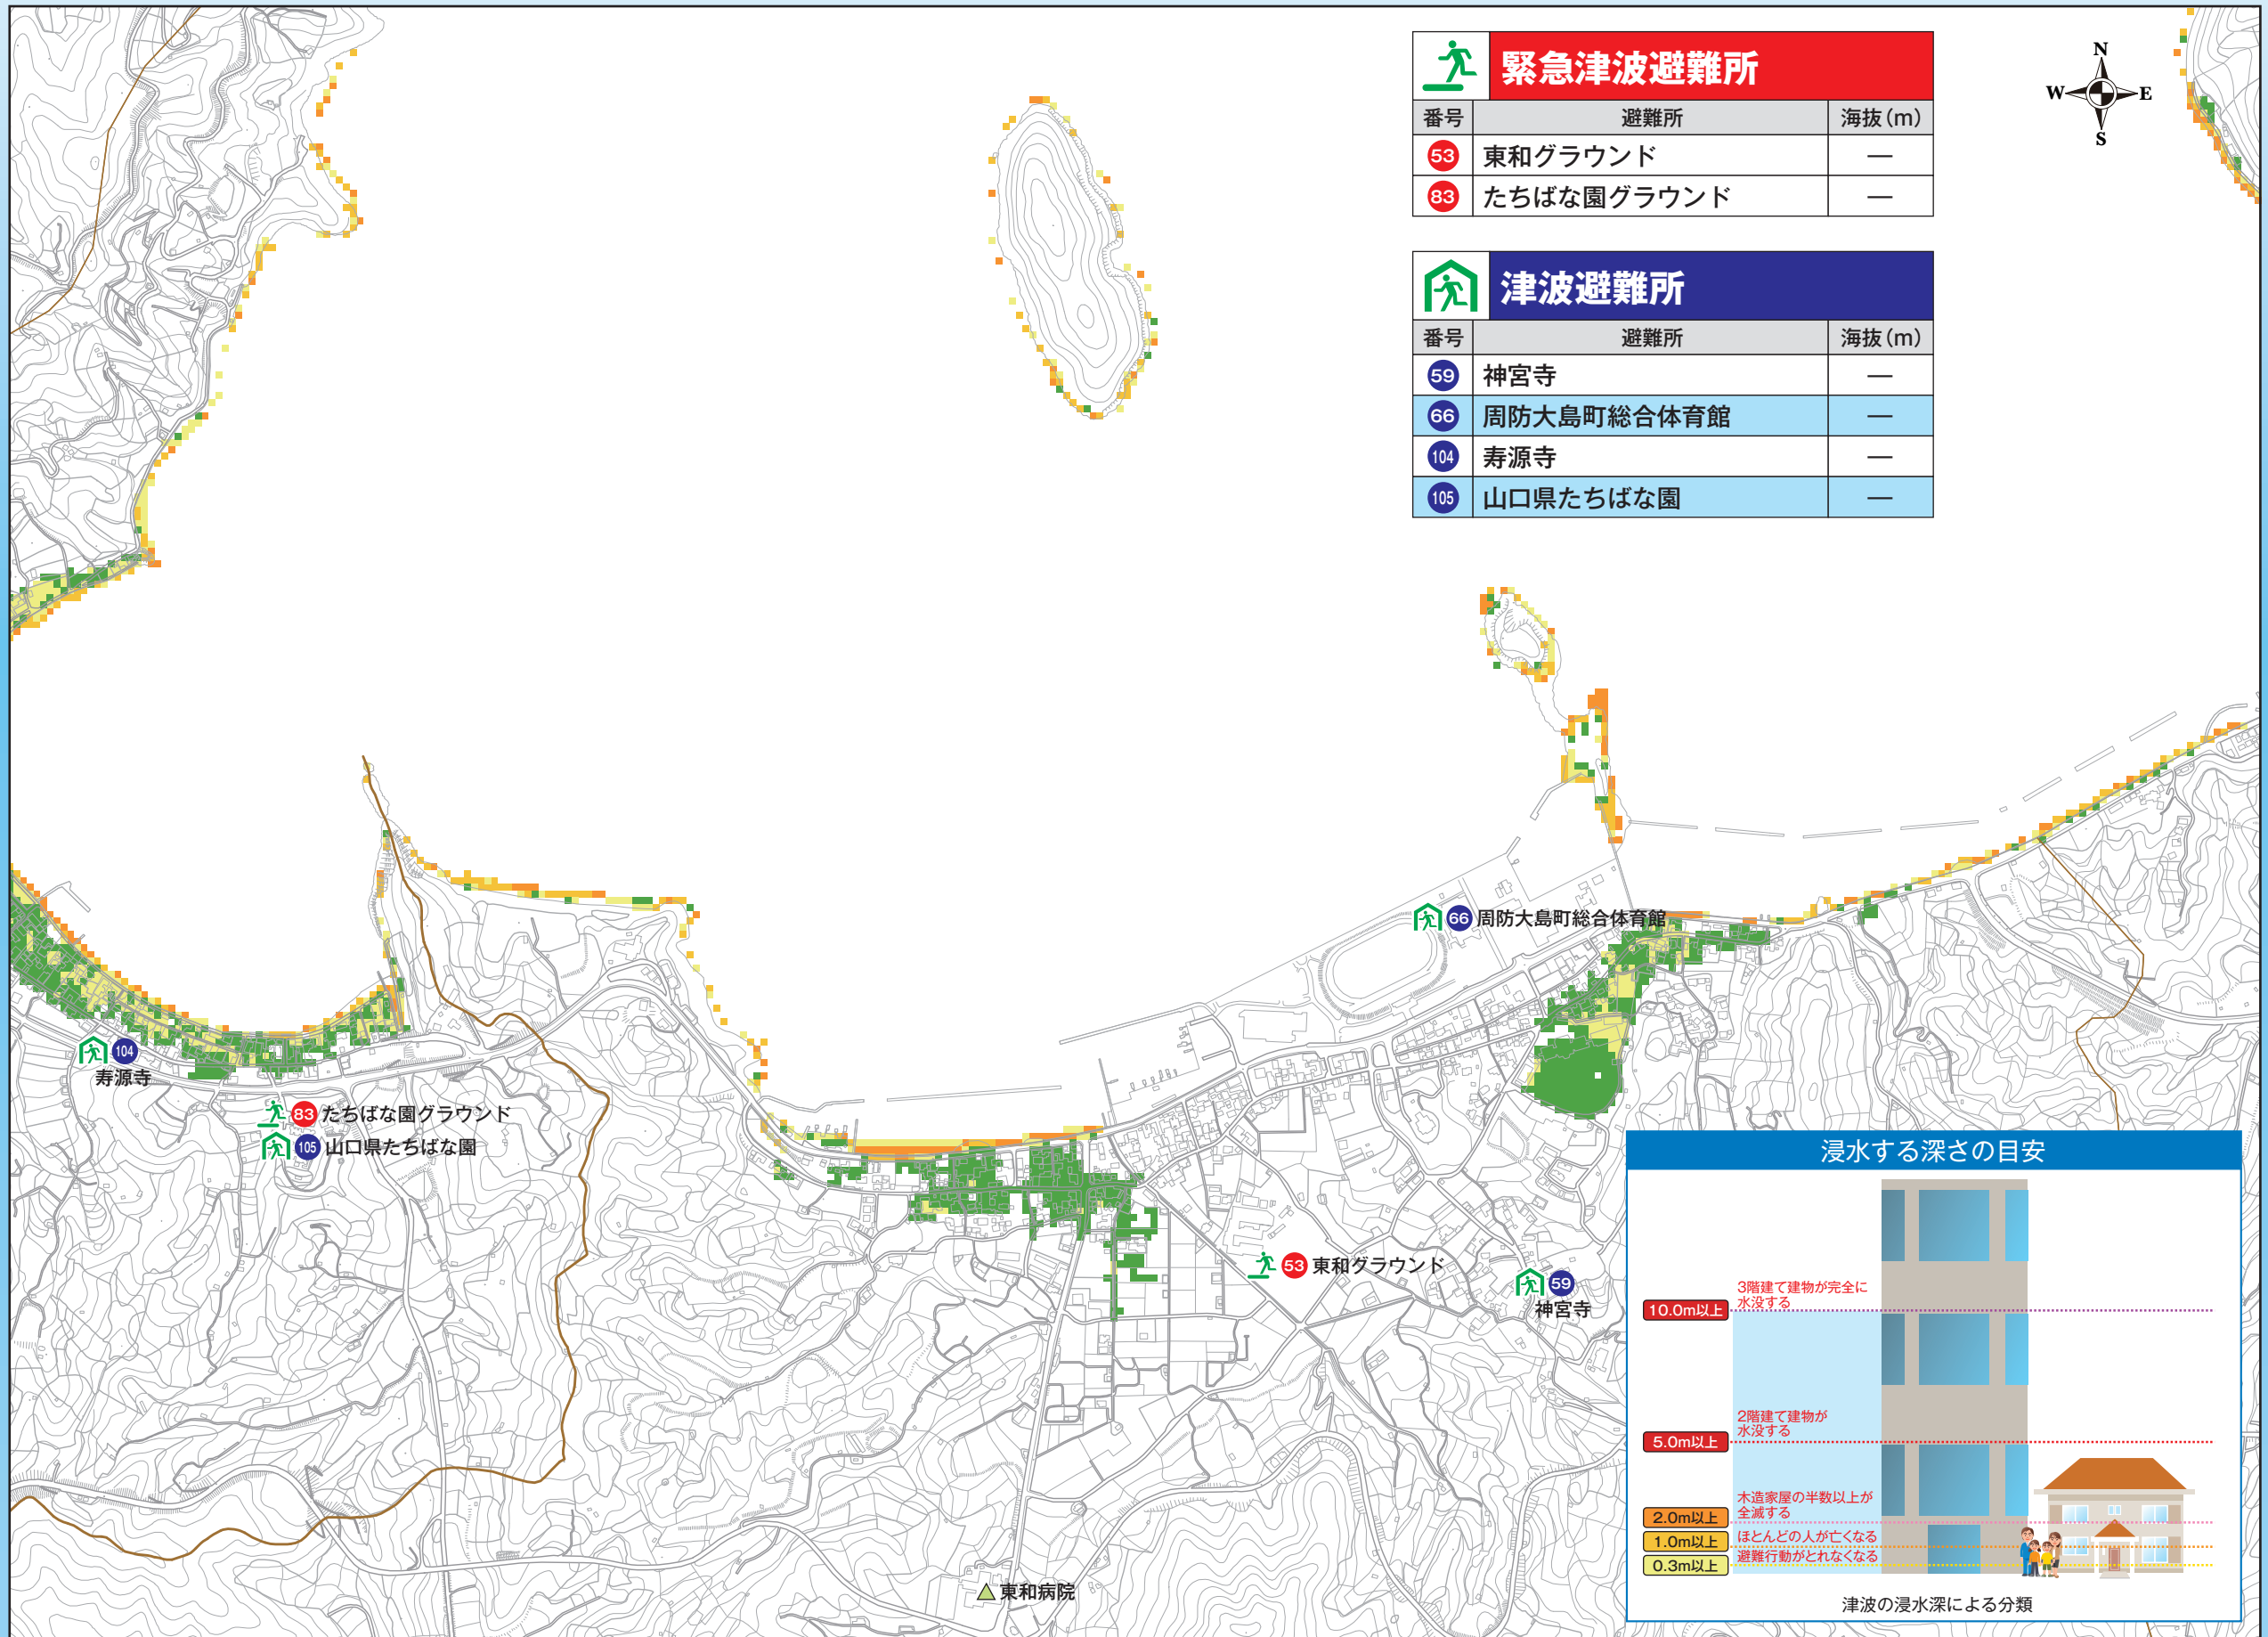 緊急津波避難所
番号 避難所 海抜(m)
53 東和グラウンド —
83 たちばな園グラウンド —
津波避難所
番号 避難所 海抜(m)
59 神宮寺 —
66 周防大島町総合体育館 —
104 寿源寺 —
105 山口県たちばな園 —
N
W E
S
66 周防大島町総合体育館
104
寿源寺
83 たちばな園グラウンド
105 山口県たちばな園
53 東和グラウンド
59
神宮寺
東和病院
浸水する深さの目安
3階建て建物が完全に
水没する
10.0m以上
2階建て建物が
水没する
5.0m以上
木造家屋の半数以上が
全滅する
2.0m以上
ほとんどの人が亡くなる
1.0m以上
避難行動がとれなくなる
0.3m以上
津波の浸水深による分類